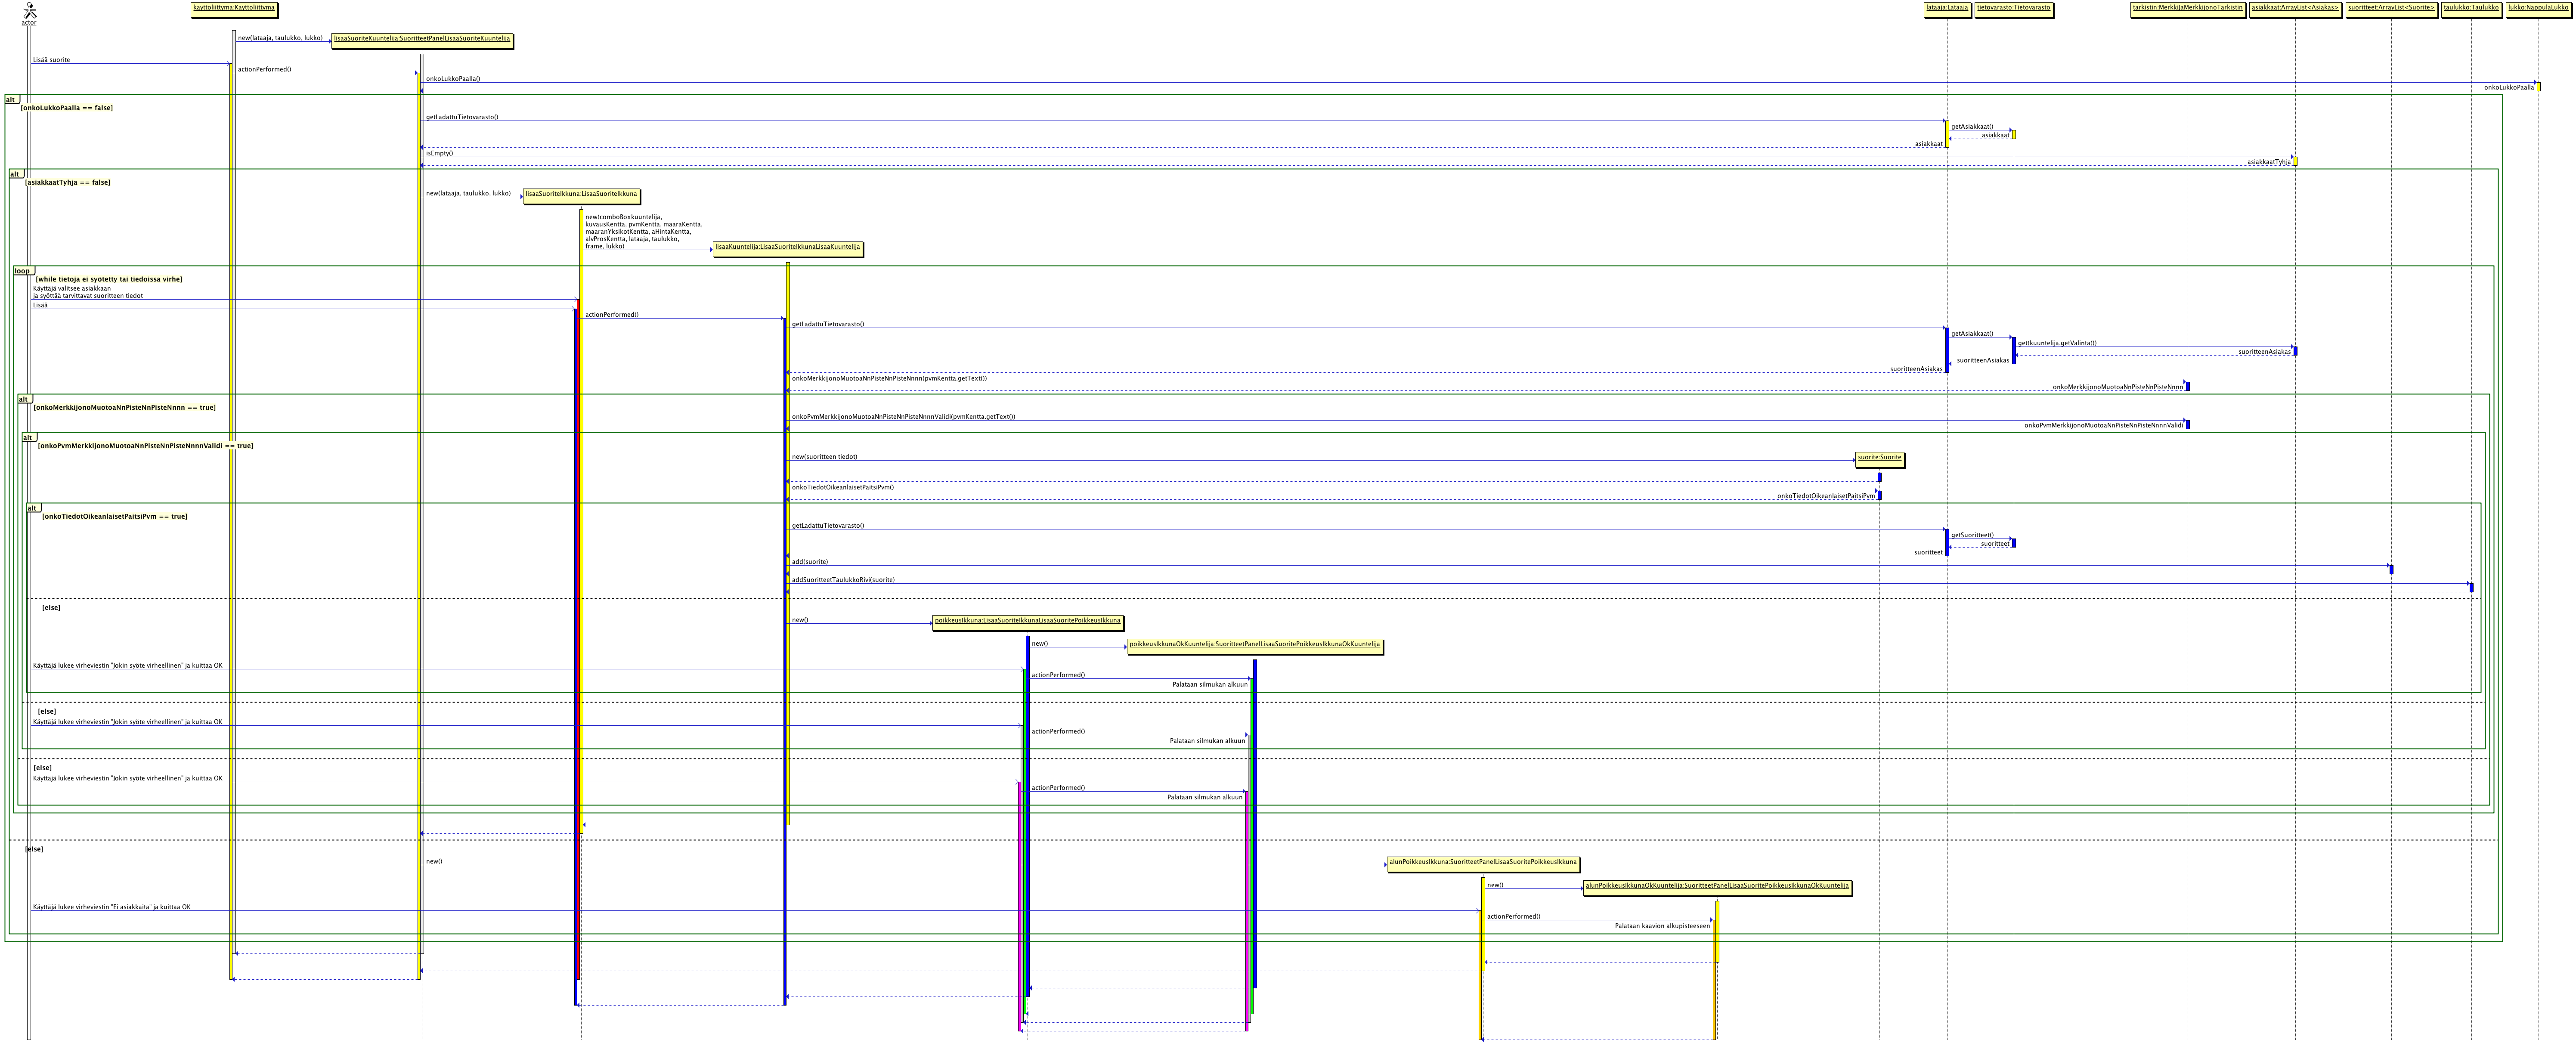 actor
kayttoliittyma:Kayttoliittyma
lataaja:Lataaja
tietovarasto:Tietovarasto
tarkistin:MerkkiJaMerkkijonoTarkistin
asiakkaat:ArrayList<Asiakas>
suoritteet:ArrayList<Suorite>
taulukko:Taulukko
lukko:NappulaLukko
new(lataaja, taulukko, lukko)
lisaaSuoriteKuuntelija:SuoritteetPanelLisaaSuoriteKuuntelija
Lisää suorite
actionPerformed()
onkoLukkoPaalla()
onkoLukkoPaalla
alt
[onkoLukkoPaalla == false]
getLadattuTietovarasto()
getAsiakkaat()
asiakkaat
asiakkaat
isEmpty()
asiakkaatTyhja
alt
[asiakkaatTyhja == false]
new(lataaja, taulukko, lukko)
lisaaSuoriteIkkuna:LisaaSuoriteIkkuna
new(comboBoxkuuntelija,
kuvausKentta, pvmKentta, maaraKentta,
maaranYksikotKentta, aHintaKentta,
alvProsKentta, lataaja, taulukko,
frame, lukko)
lisaaKuuntelija:LisaaSuoriteIkkunaLisaaKuuntelija
loop
[while tietoja ei syötetty tai tiedoissa virhe]
Käyttäjä valitsee asiakkaan
ja syöttää tarvittavat suoritteen tiedot
Lisää
actionPerformed()
getLadattuTietovarasto()
getAsiakkaat()
get(kuuntelija.getValinta())
suoritteenAsiakas
suoritteenAsiakas
suoritteenAsiakas
onkoMerkkijonoMuotoaNnPisteNnPisteNnnn(pvmKentta.getText())
onkoMerkkijonoMuotoaNnPisteNnPisteNnnn
alt
[onkoMerkkijonoMuotoaNnPisteNnPisteNnnn == true]
onkoPvmMerkkijonoMuotoaNnPisteNnPisteNnnnValidi(pvmKentta.getText())
onkoPvmMerkkijonoMuotoaNnPisteNnPisteNnnnValidi
alt
[onkoPvmMerkkijonoMuotoaNnPisteNnPisteNnnnValidi == true]
new(suoritteen tiedot)
suorite:Suorite
onkoTiedotOikeanlaisetPaitsiPvm()
onkoTiedotOikeanlaisetPaitsiPvm
alt
[onkoTiedotOikeanlaisetPaitsiPvm == true]
getLadattuTietovarasto()
getSuoritteet()
suoritteet
suoritteet
add(suorite)
addSuoritteetTaulukkoRivi(suorite)
[else]
new()
poikkeusIkkuna:LisaaSuoriteIkkunaLisaaSuoritePoikkeusIkkuna
new()
poikkeusIkkunaOkKuuntelija:SuoritteetPanelLisaaSuoritePoikkeusIkkunaOkKuuntelija
Käyttäjä lukee virheviestin "Jokin syöte virheellinen" ja kuittaa OK
actionPerformed()
Palataan silmukan alkuun
[else]
Käyttäjä lukee virheviestin "Jokin syöte virheellinen" ja kuittaa OK
actionPerformed()
Palataan silmukan alkuun
[else]
Käyttäjä lukee virheviestin "Jokin syöte virheellinen" ja kuittaa OK
actionPerformed()
Palataan silmukan alkuun
[else]
new()
alunPoikkeusIkkuna:SuoritteetPanelLisaaSuoritePoikkeusIkkuna
new()
alunPoikkeusIkkunaOkKuuntelija:SuoritteetPanelLisaaSuoritePoikkeusIkkunaOkKuuntelija
Käyttäjä lukee virheviestin "Ei asiakkaita" ja kuittaa OK
actionPerformed()
Palataan kaavion alkupisteeseen